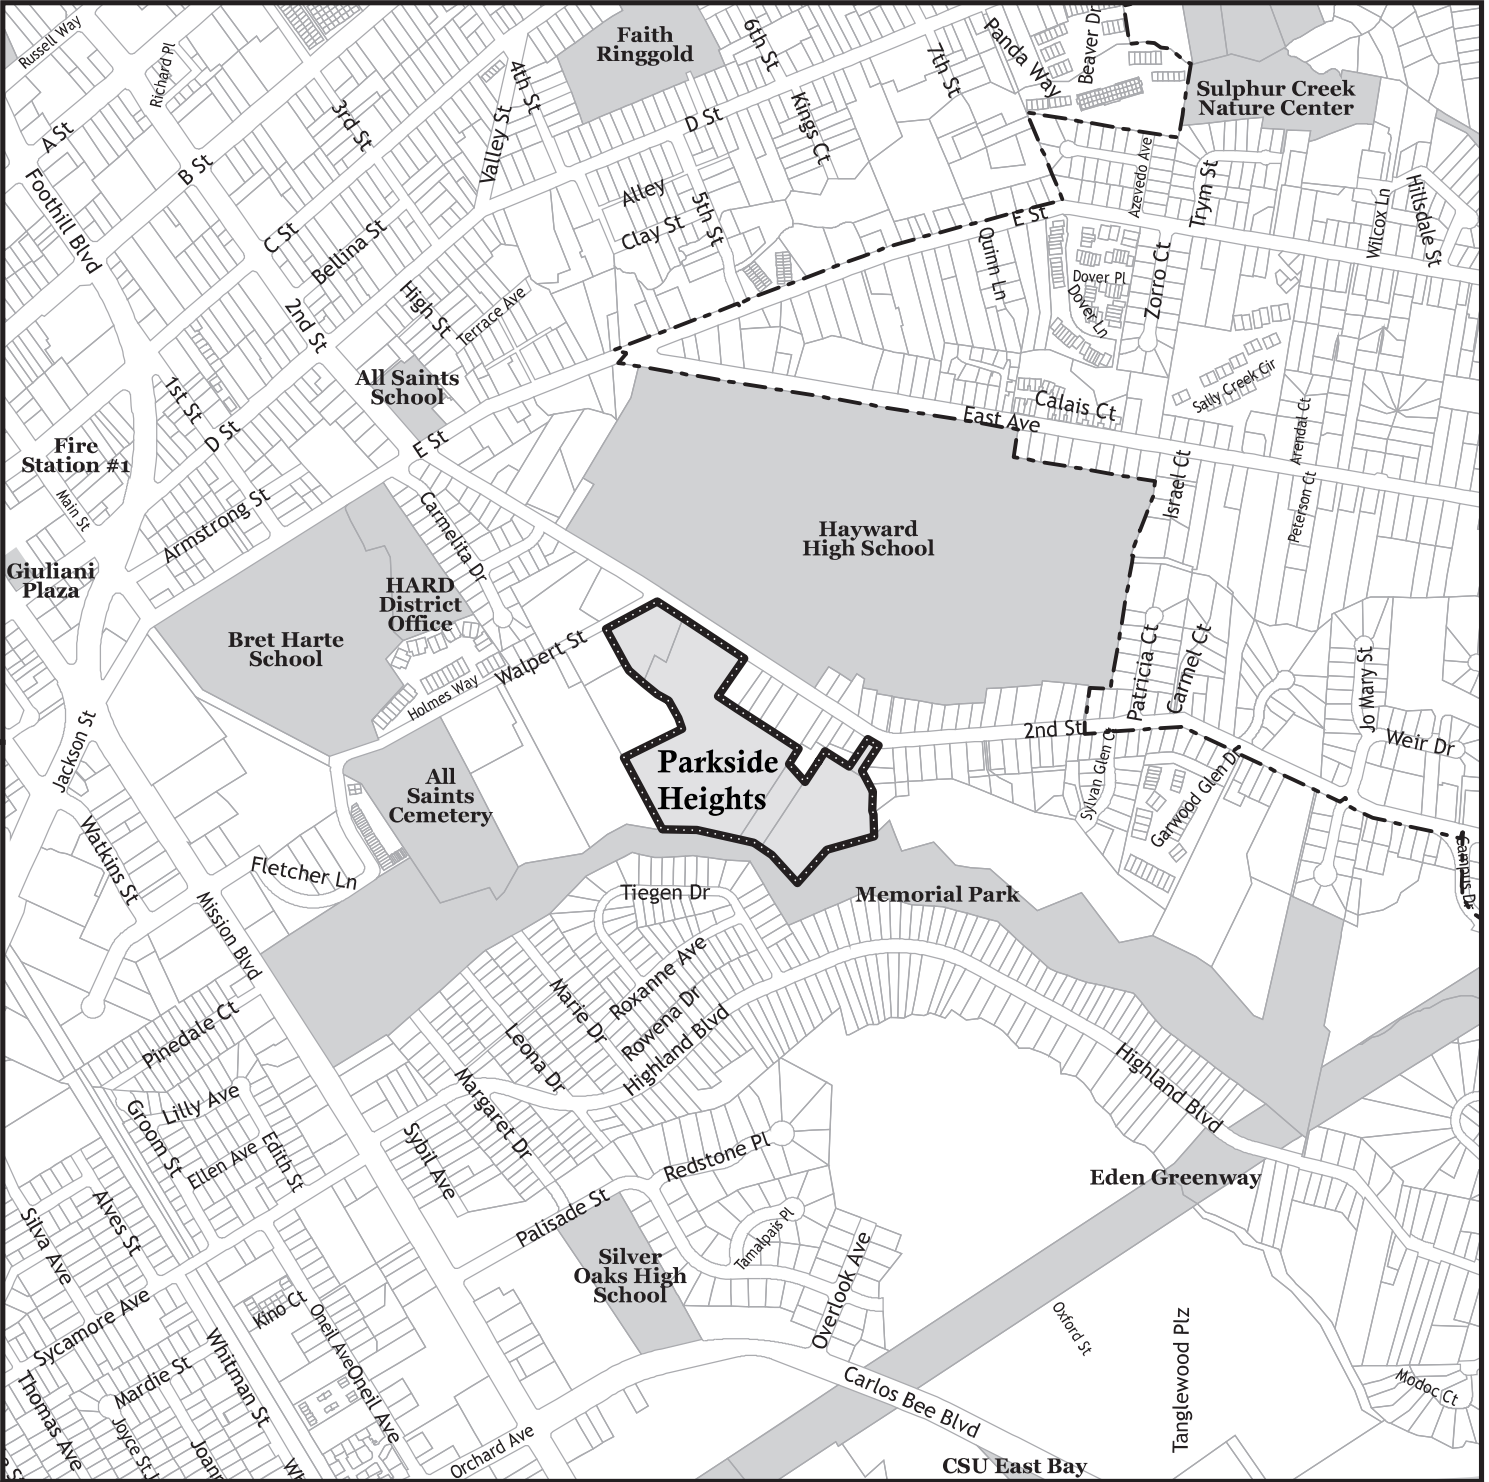 Russell Way
Richard Pl
Faith
Ringgold
6th St
7th St
Panda Way
Beaver Dr
Sulphur Creek
Nature Center
A St
3rd St
4th St
Valley St
D St
Kings Ct
B St
Foothill Blvd
C St
Bellina St
Alley
Clay St
5th St
E St
Quinn Ln
Azevedo Ave
Trym St
Wilcox Ln
Hillsdale St
Dover Pl
Dover Ln
Zorro Ct
High St
Terrace Ave
2nd St
1st St
All Saints
School
D St
E St
Fire
Station #1
Main St
Armstrong St
East Ave
Calais Ct
Sally Creek Cir
Arendal Ct
Peterson Ct
Israel Ct
Carmelita Dr
Hayward
High School
Giuliani
Plaza
HARD
District
Office
Bret Harte
School
Walpert St
Holmes Way
Patricia Ct
Carmel Ct
Jo Mary St
Weir Dr
2nd St
Sylvan Glen C
Garwood Glen D
Campus Dr
Jackson St
Parkside
Heights
All
Saints
Cemetery
Watkins St
Fletcher Ln
Mission Blvd
Tiegen Dr
Memorial Park
Roxanne Ave
Marie Dr
Rowena Dr
Highland Blvd
Leona Dr
Margaret Dr
Pinedale Ct
Lilly Ave
Groom St
Ellen Ave
Edith St
Sybil Ave
Highland Blvd
Redstone Pl
Eden Greenway
Palisade St
Alves St
Silva Ave
Tamalpais Pl
Overlook Ave
Silver
Oaks High
School
Kino Ct
Oneil Ave
Oneil Ave
Sycamore Ave
Whitman St
Mardie St
Thomas Ave
Joyce St
Joann
Wh
Orchard Ave
Carlos Bee Blvd
Oxford St
Tanglewood Plz
Modoc Ct
CSU East Bay